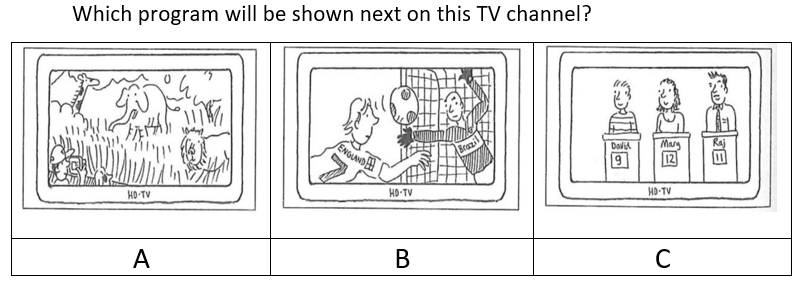 Which program will be shown next on this TV channel?
HD-TV
ENGLAND
7
Brazil
HD-TV
David Mary Raj
9 12 11
HD-TV
A B C